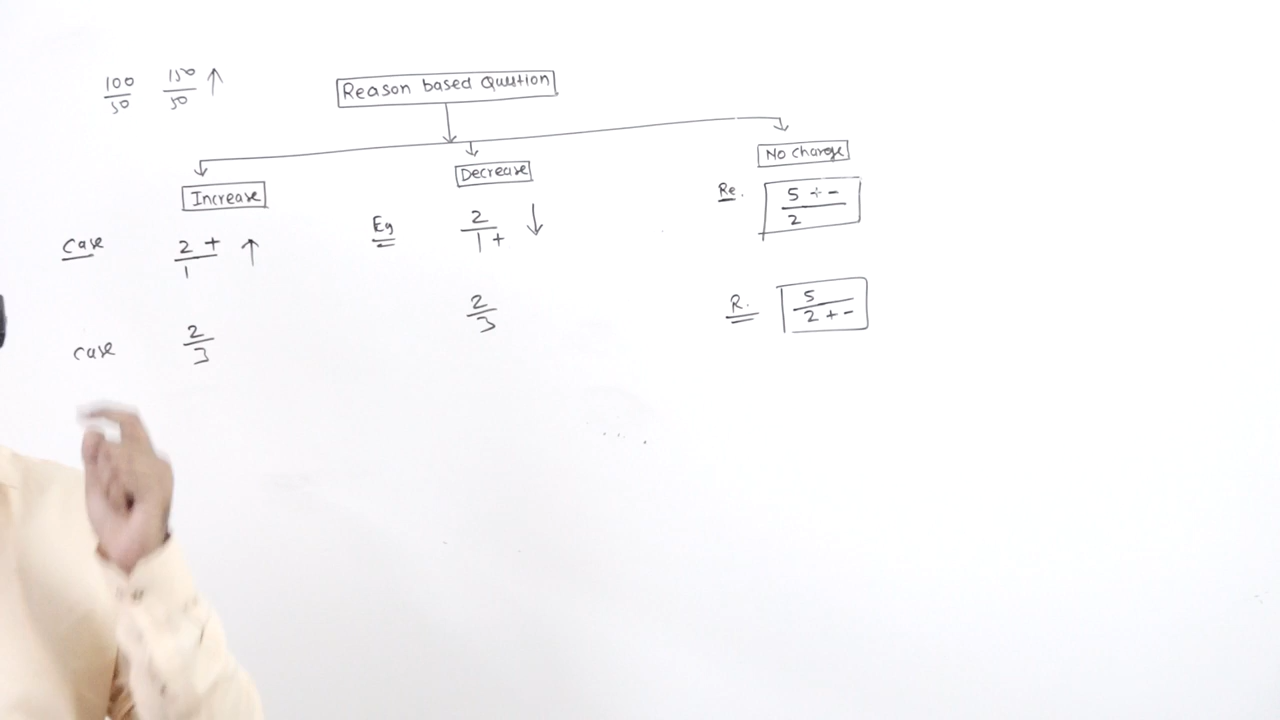 100/50 150/50 ↑
Reason based Question
Increase
Decrease
No change
Case 2 +/1 ↑
Eg 2/1 + ↓
Re. 5 + -/2
case 2/3
2/3
R. 5/2 + -